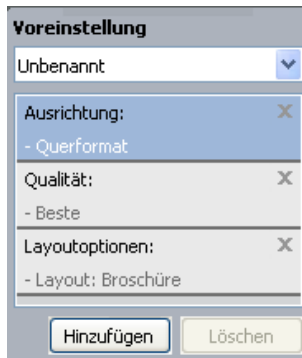 Voreinstellung
Unbenannt
Ausrichtung:
- Querformat
Qualität:
- Beste
Layoutoptionen:
- Layout: Broschüre
Hinzufügen Löschen